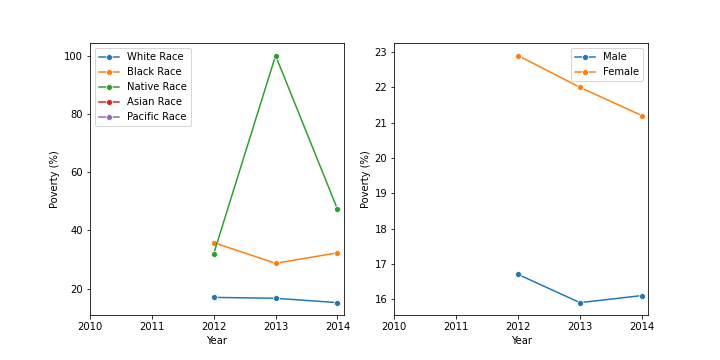 100
80
60
40
20
Poverty (%)
White Race
Black Race
Native Race
Asian Race
Pacific Race
2010 2011 2012 2013 2014
Year
23
22
21
20
19
18
17
16
Poverty (%)
Male
Female
2010 2011 2012 2013 2014
Year